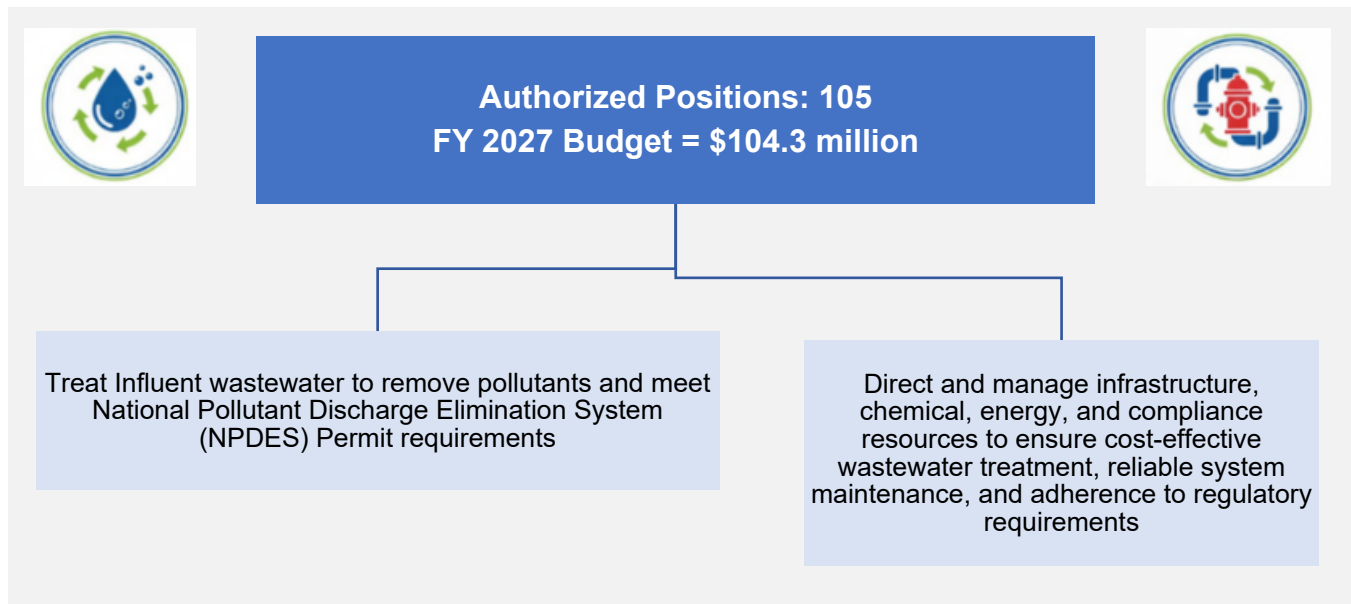 Authorized Positions: 105
FY 2027 Budget = $104.3 million
Treat Influent wastewater to remove pollutants and meet
National Pollutant Discharge Elimination System
(NPDES) Permit requirements
Direct and manage infrastructure,
chemical, energy, and compliance
resources to ensure cost-effective
wastewater treatment, reliable system
maintenance, and adherence to regulatory
requirements